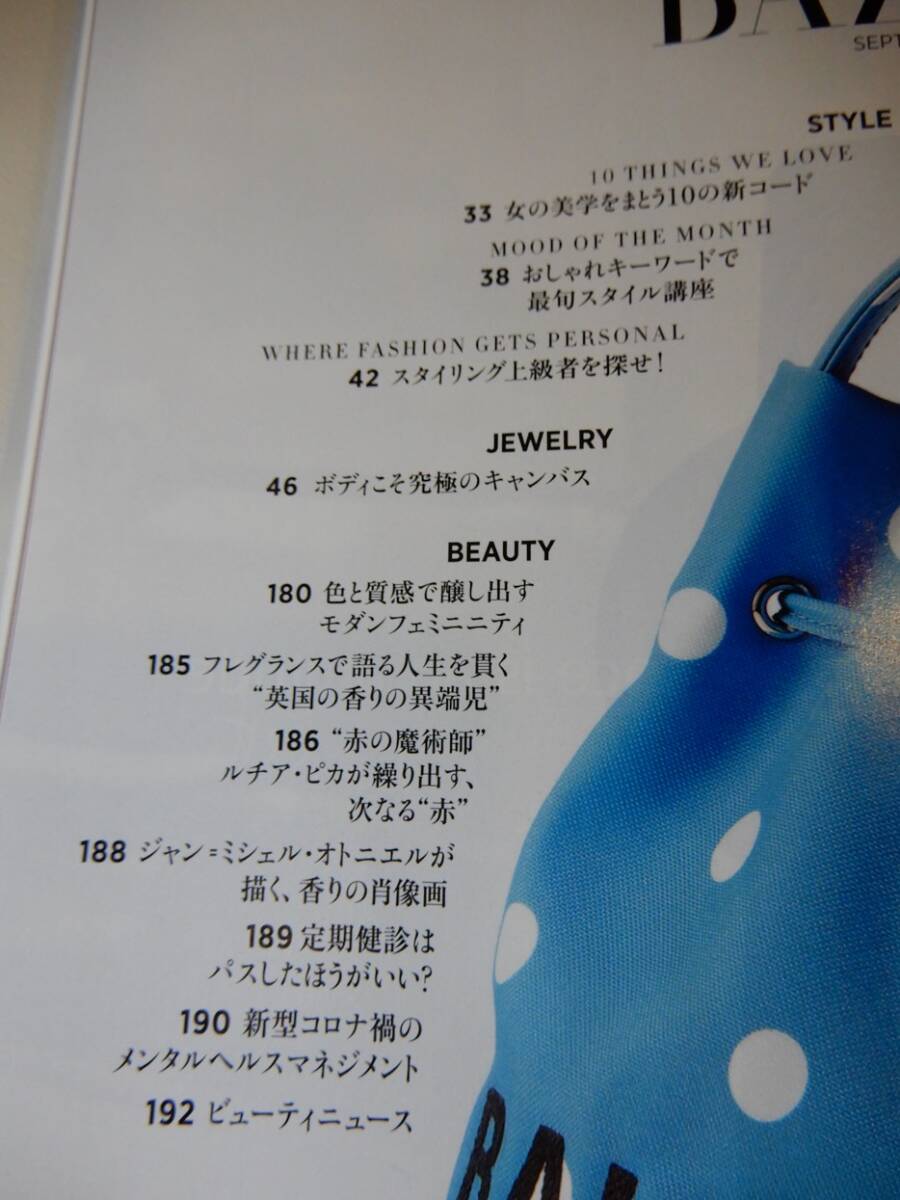 SEPT
STYLE
10 THINGS WE LOVE
33 女の美学をまとう10の新コード
MOOD OF THE MONTH
38 おしゃれキーワードで
最旬スタイル講座
WHERE FASHION GETS PERSONAL
42 スタイリング上級者を探せ!
JEWELRY
46 ボディこそ究極のキャンバス
BEAUTY
180 色と質感で醸し出す
モダンフェミニニティ
185 フレグランスで語る人生を貫く
“英国の香りの異端児”
186 “赤の魔術師”
ルチア・ピカが繰り出す、
次なる“赤”
188 ジャン=ミシェル・オトニエルが
描く、香りの肖像画
189 定期健診は
パスしたほうがいい?
190 新型コロナ禍の
メンタルヘルスマネジメント
192 ビューティニュース